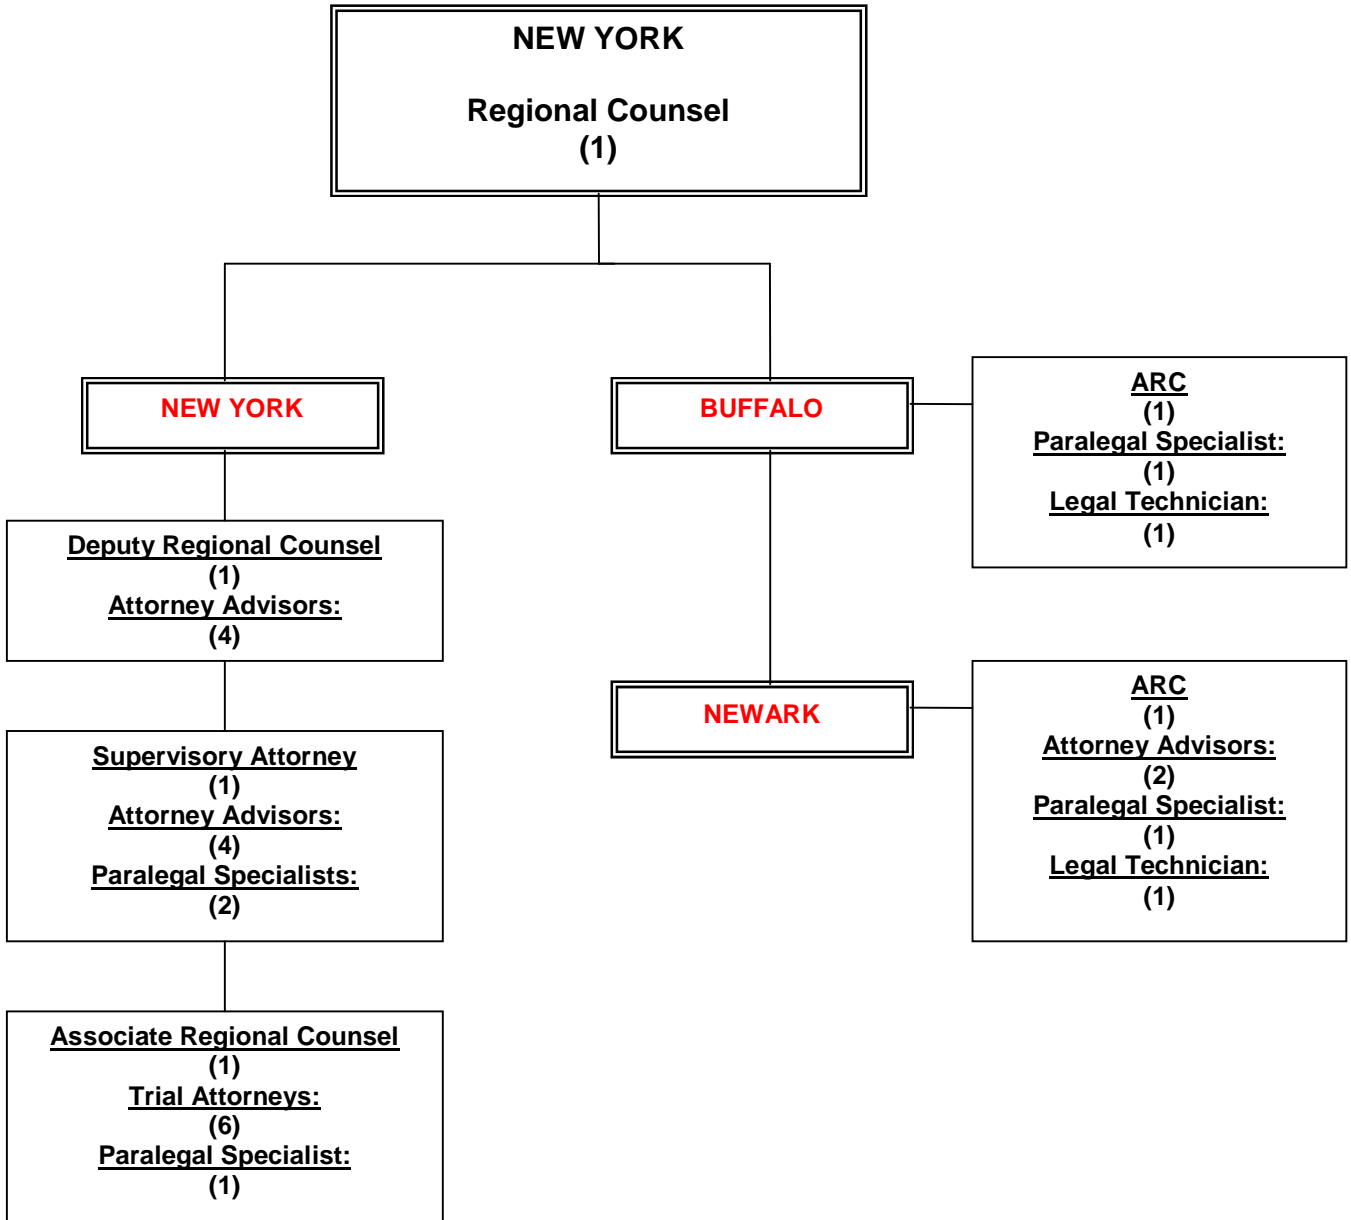 NEW YORK
Regional Counsel
(1)
NEW YORK
Deputy Regional Counsel
(1)
Attorney Advisors:
(4)
Supervisory Attorney
(1)
Attorney Advisors:
(4)
Paralegal Specialists:
(2)
Associate Regional Counsel
(1)
Trial Attorneys:
(6)
Paralegal Specialist:
(1)
BUFFALO
ARC
(1)
Paralegal Specialist:
(1)
Legal Technician:
(1)
NEWARK
ARC
(1)
Attorney Advisors:
(2)
Paralegal Specialist:
(1)
Legal Technician:
(1)